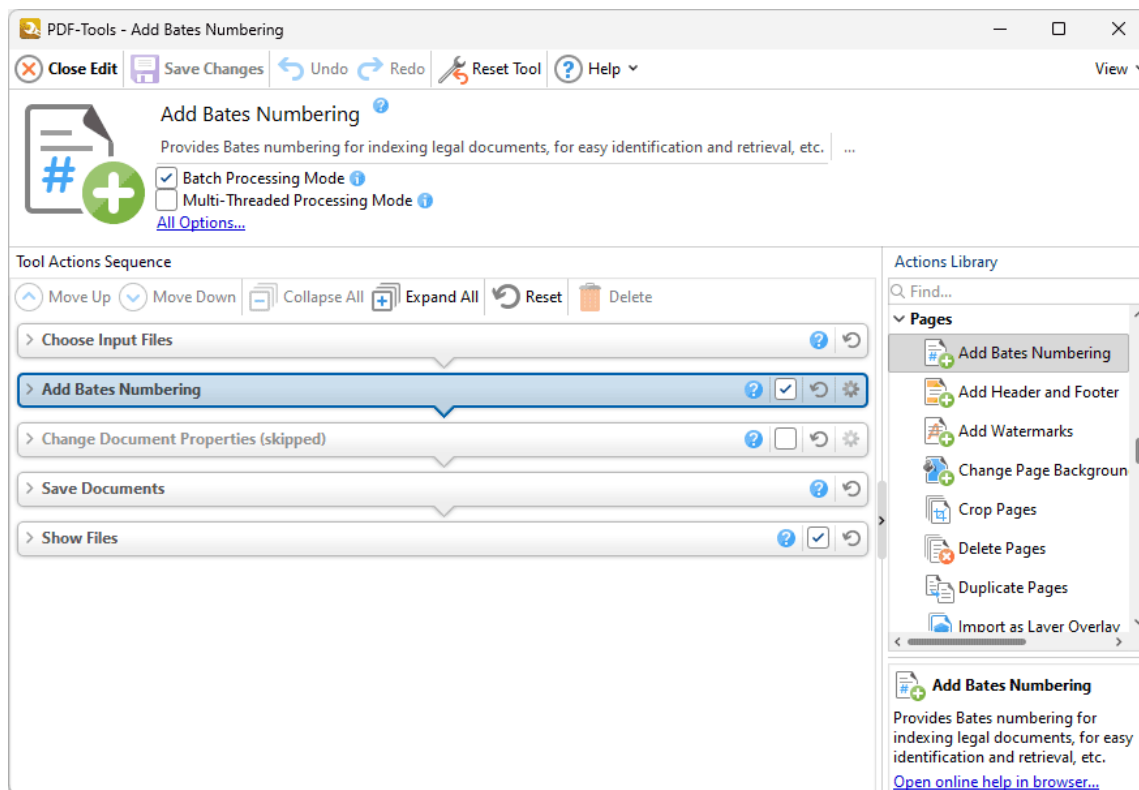 PDF-Tools - Add Bates Numbering
Close Edit Save Changes Undo Redo Reset Tool ? Help View
# Add Bates Numbering ?
Provides Bates numbering for indexing legal documents, for easy identification and retrieval, etc. ...
Batch Processing Mode i
Multi-Threaded Processing Mode i
All Options...
Tool Actions Sequence
Move Up Move Down Collapse All Expand All Reset Delete
Choose Input Files ?
Add Bates Numbering ?
Change Document Properties (skipped) ?
Save Documents ?
Show Files ?
Actions Library
Find...
Pages
# Add Bates Numbering
Add Header and Footer
Add Watermarks
Change Page Backgroun
Crop Pages
Delete Pages
Duplicate Pages
Import as Layer Overlay
# Add Bates Numbering
Provides Bates numbering for
indexing legal documents, for easy
identification and retrieval, etc.
Open online help in browser...